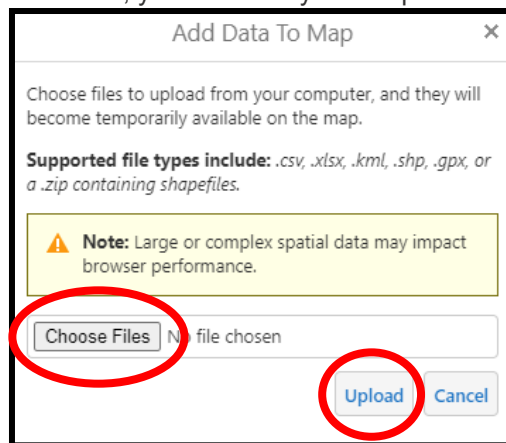 Add Data To Map ×
Choose files to upload from your computer, and they will
become temporarily available on the map.
Supported file types include: .csv, .xlsx, .kml, .shp, .gpx, or
a .zip containing shapefiles.
Note: Large or complex spatial data may impact
browser performance.
Choose Files No file chosen
Upload Cancel